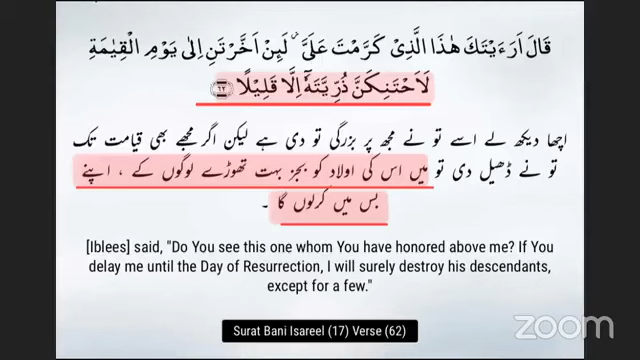 قَالَ اَرَءَيْتَكَ هٰذَا الَّذِىْ كَرَّمْتَ عَلَىَّ ۫ لَىِٕنْ اَخَّرْتَنِ اِلٰى يَوْمِ الْقِيٰمَةِ
لَاَحْتَنِكَنَّ ذُرِّيَّتَهٗۤ اِلَّا قَلِيْلًا ﴿۶۲﴾
اچھا دیکھ لے اسے تو نے مجھ پر بزرگی تو دی ہے لیکن اگر مجھے بھی قیامت تک
تو نے ڈھیل دی تو میں اس کی اولاد کو بجز بہت تھوڑے لوگوں کے ، اپنے
بس میں کرلوں گا ۔
[Iblees] said, "Do You see this one whom You have honored above me? If You
delay me until the Day of Resurrection, I will surely destroy his descendants,
except for a few."
Surat Bani Isareel (17) Verse (62)
zoom